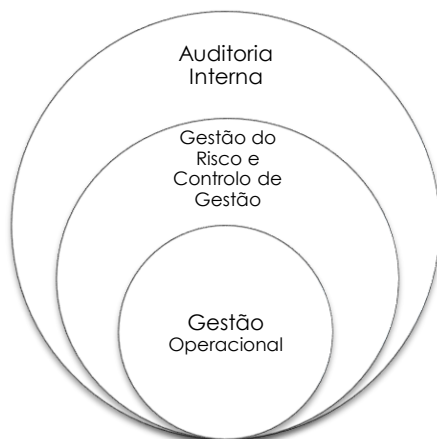 Auditoria
Interna
Gestão do
Risco e
Controlo de
Gestão
Gestão
Operacional